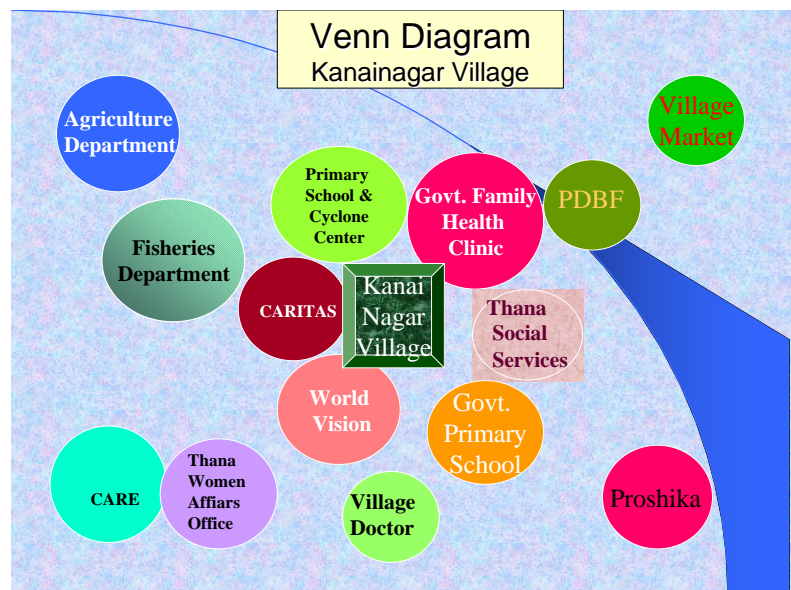 Venn Diagram
Kanainagar Village
Agriculture
Department
Village
Market
Primary
School &
Cyclone
Center
Govt. Family
Health
Clinic
PDBF
Fisheries
Department
CARITAS
Kanai
Nagar
Village
Thana
Social
Services
World
Vision
Govt.
Primary
School
CARE
Thana
Women
Affiars
Office
Village
Doctor
Proshika